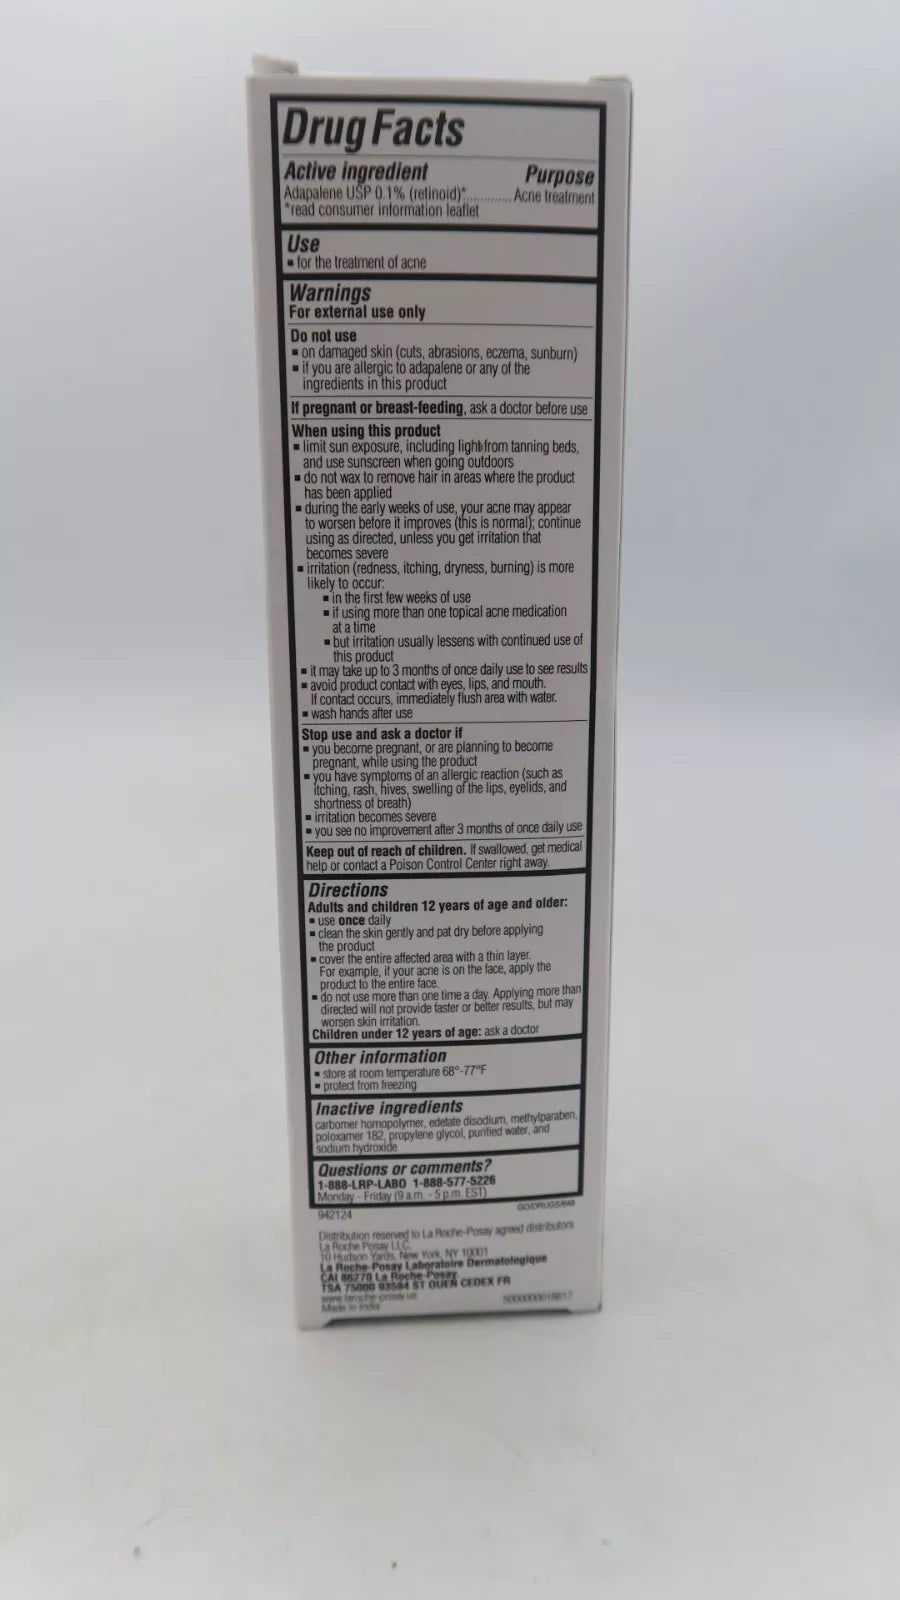 Drug Facts
Active ingredient Purpose
Adapalene USP 0.1% (retinoid)*............. Acne treatment
*read consumer information leaflet
Use
▪ for the treatment of acne
Warnings
For external use only
Do not use
▪ on damaged skin (cuts, abrasions, eczema, sunburn)
▪ if you are allergic to adapalene or any of the
ingredients in this product
If pregnant or breast-feeding, ask a doctor before use
When using this product
▪ limit sun exposure, including light from tanning beds,
and use sunscreen when going outdoors
▪ do not wax to remove hair in areas where the product
has been applied
▪ during the early weeks of use, your acne may appear
to worsen before it improves (this is normal); continue
using as directed, unless you get irritation that
becomes severe
▪ irritation (redness, itching, dryness, burning) is more
likely to occur:
▪ in the first few weeks of use
▪ if using more than one topical acne medication
at a time
▪ but irritation usually lessens with continued use of
this product
▪ it may take up to 3 months of once daily use to see results
▪ avoid product contact with eyes, lips, and mouth.
If contact occurs, immediately flush area with water.
▪ wash hands after use
Stop use and ask a doctor if
▪ you become pregnant, or are planning to become
pregnant, while using the product
▪ you have symptoms of an allergic reaction (such as
itching, rash, hives, swelling of the lips, eyelids, and
shortness of breath)
▪ irritation becomes severe
▪ you see no improvement after 3 months of once daily use
Keep out of reach of children. If swallowed, get medical
help or contact a Poison Control Center right away.
Directions
Adults and children 12 years of age and older:
▪ use once daily
▪ clean the skin gently and pat dry before applying
the product
▪ cover the entire affected area with a thin layer.
For example, if your acne is on the face, apply the
product to the entire face.
▪ do not use more than one time a day. Applying more than
directed will not provide faster or better results, but may
worsen skin irritation.
Children under 12 years of age: ask a doctor
Other information
▪ store at room temperature 68°-77°F
▪ protect from freezing
Inactive ingredients
carbomer homopolymer, edetate disodium, methylparaben,
poloxamer 182, propylene glycol, purified water, and
sodium hydroxide
Questions or comments?
1-888-LRP-LABO 1-888-577-5226
Monday - Friday (9 a.m. - 5 p.m. EST)
942124
Distribution reserved to La Roche-Posay agreed distributors
La Roche Posay LLC,
10 Hudson Yards, New York, NY 10001
La Roche-Posay Laboratoire Dermatologique
CAI 86270 La Roche-Posay
TSA 75000 93584 ST OUEN CEDEX FR
www.laroche-posay.us
Made in India